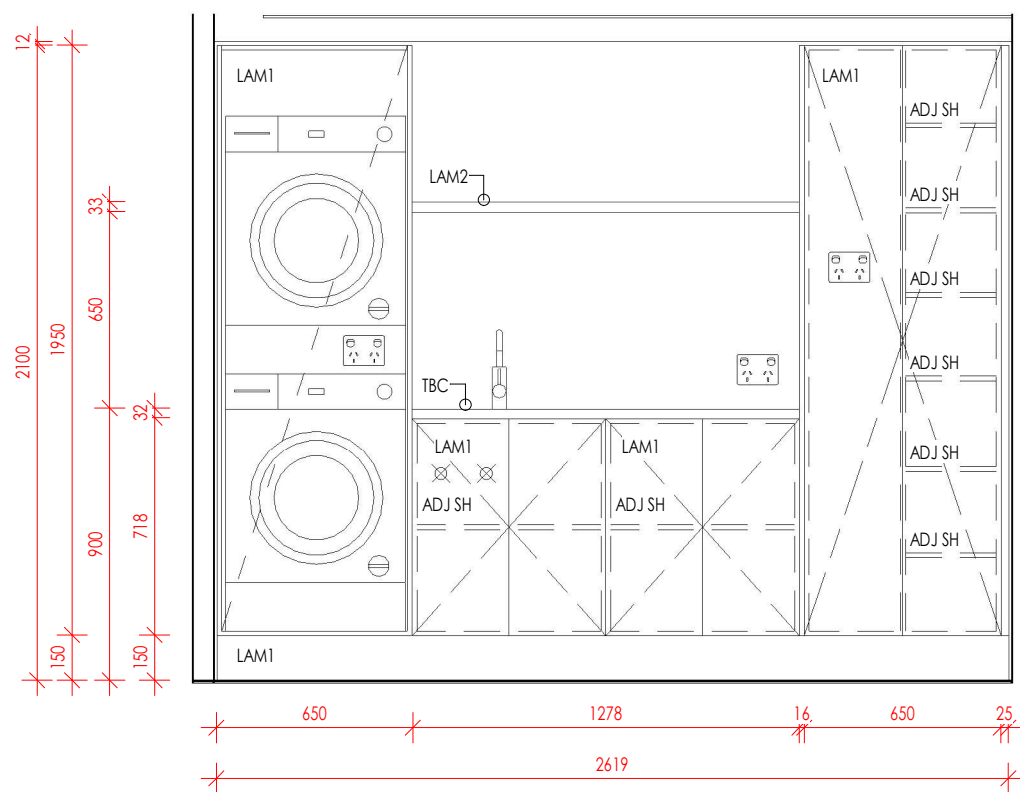 12
LAM1
LAM1
ADJ SH
LAM2
ADJ SH
33
ADJ SH
650
1950
2100
ADJ SH
TBC
32
LAM1
LAM1
ADJ SH
ADJ SH
ADJ SH
718
900
ADJ SH
150
150
LAM1
650
1278
16
650
25
2619